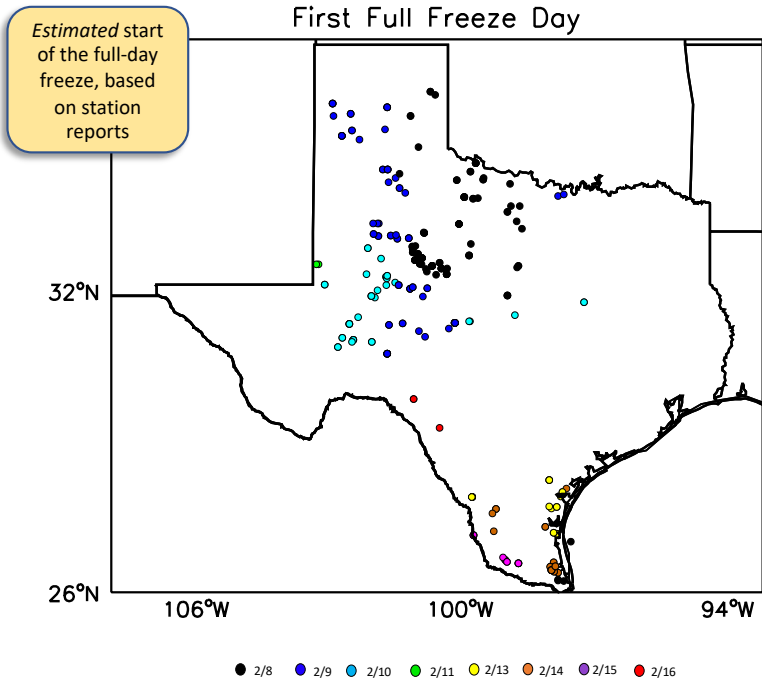 First Full Freeze Day
Estimated start
of the full-day
freeze, based
on station
reports
32°N
26°N
106°W 100°W 94°W
2/8 2/9 2/10 2/11 2/13 2/14 2/15 2/16